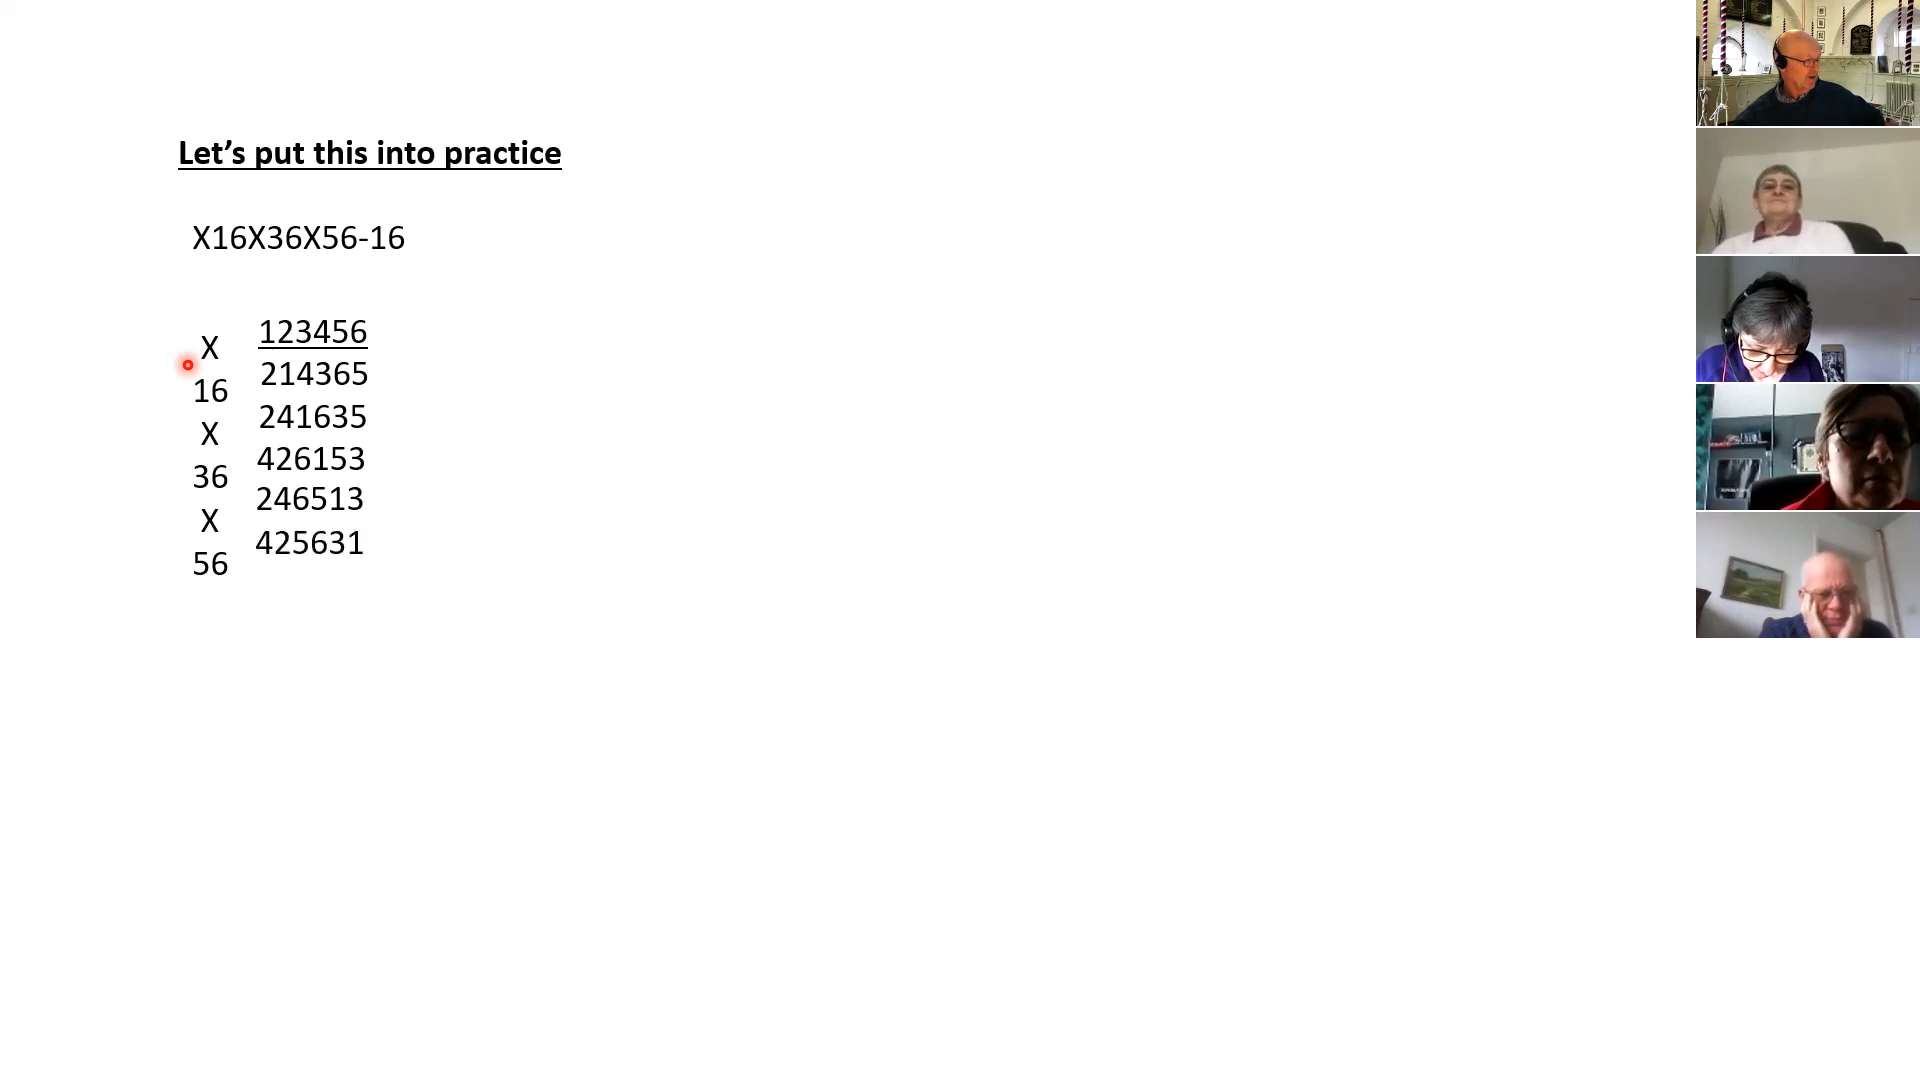 Let’s put this into practice
X16X36X56-16
123456
X
214365
16
241635
X
426153
36
246513
X
425631
56